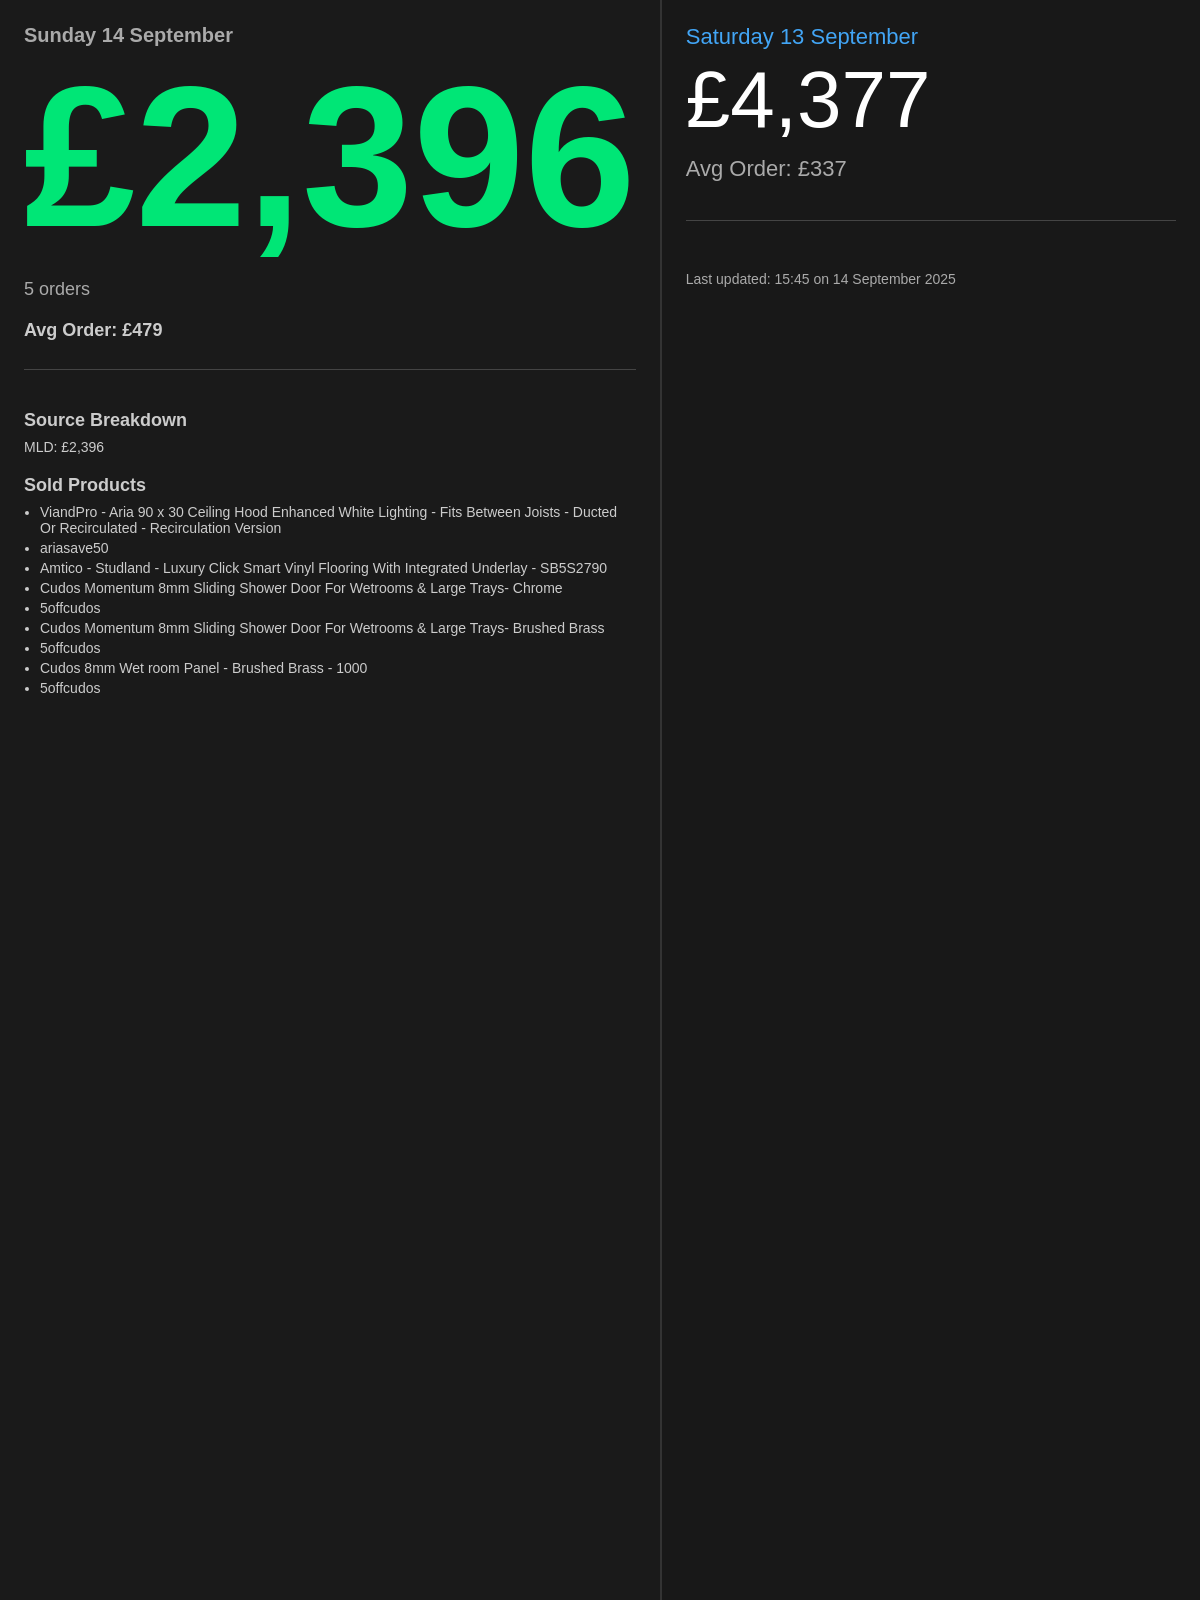 Sunday 14 September
£2,396
5 orders
Avg Order: £479
Source Breakdown
MLD: £2,396
Sold Products
• ViandPro - Aria 90 x 30 Ceiling Hood Enhanced White Lighting - Fits Between Joists - Ducted
Or Recirculated - Recirculation Version
• ariasave50
• Amtico - Studland - Luxury Click Smart Vinyl Flooring With Integrated Underlay - SB5S2790
• Cudos Momentum 8mm Sliding Shower Door For Wetrooms & Large Trays- Chrome
• 5offcudos
• Cudos Momentum 8mm Sliding Shower Door For Wetrooms & Large Trays- Brushed Brass
• 5offcudos
• Cudos 8mm Wet room Panel - Brushed Brass - 1000
• 5offcudos
Saturday 13 September
£4,377
Avg Order: £337
Last updated: 15:45 on 14 September 2025